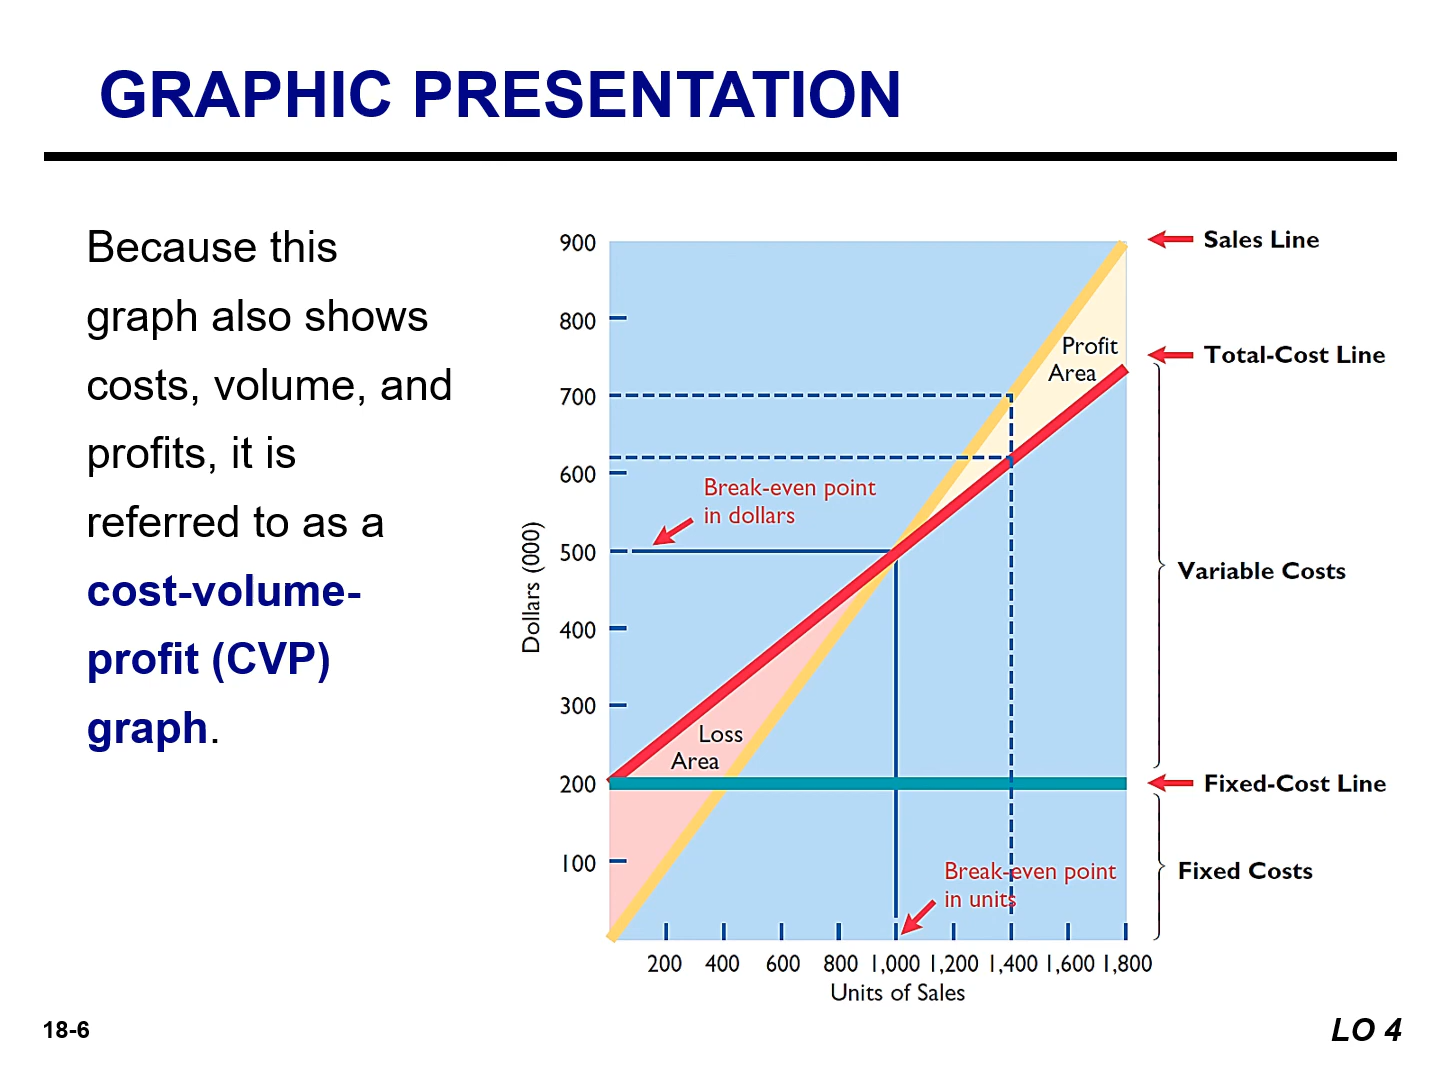 GRAPHIC PRESENTATION
Because this
graph also shows
costs, volume, and
profits, it is
referred to as a
cost-volume-
profit (CVP)
graph.
900
800
700
600
500
400
300
200
100
Dollars (000)
200 400 600 800 1,000 1,200 1,400 1,600 1,800
Units of Sales
Profit
Area
Break-even point
in dollars
Loss
Area
Break-even point
in units
Sales Line
Total-Cost Line
Variable Costs
Fixed-Cost Line
Fixed Costs
18-6
LO 4